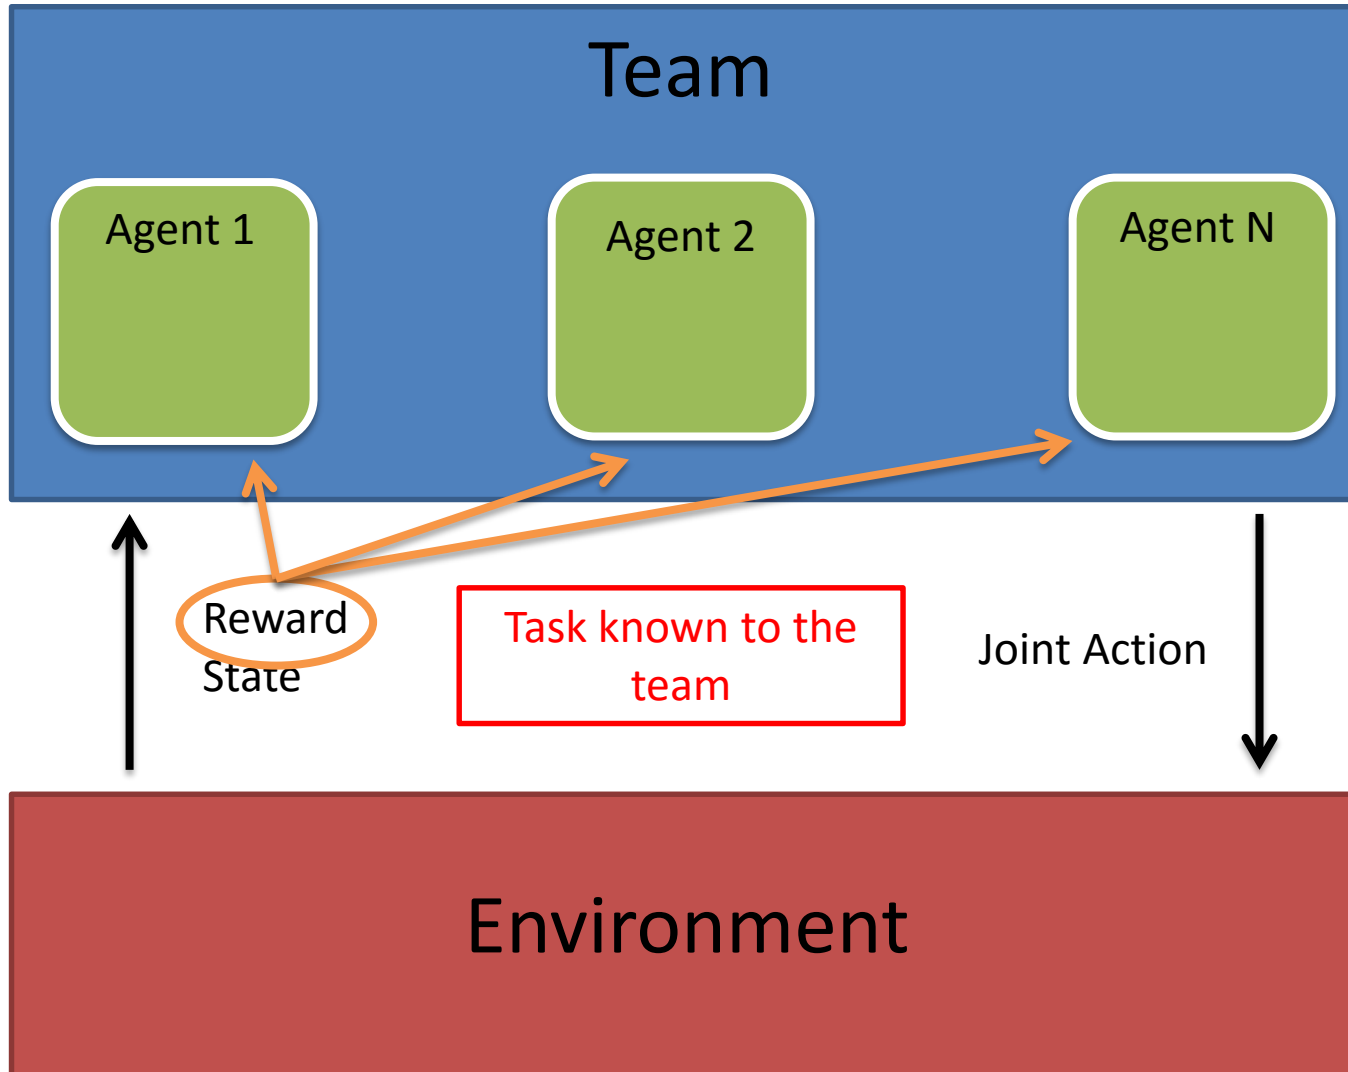 Team
Agent 1
Agent 2
Agent N
Reward
State
Task known to the
team
Joint Action
Environment